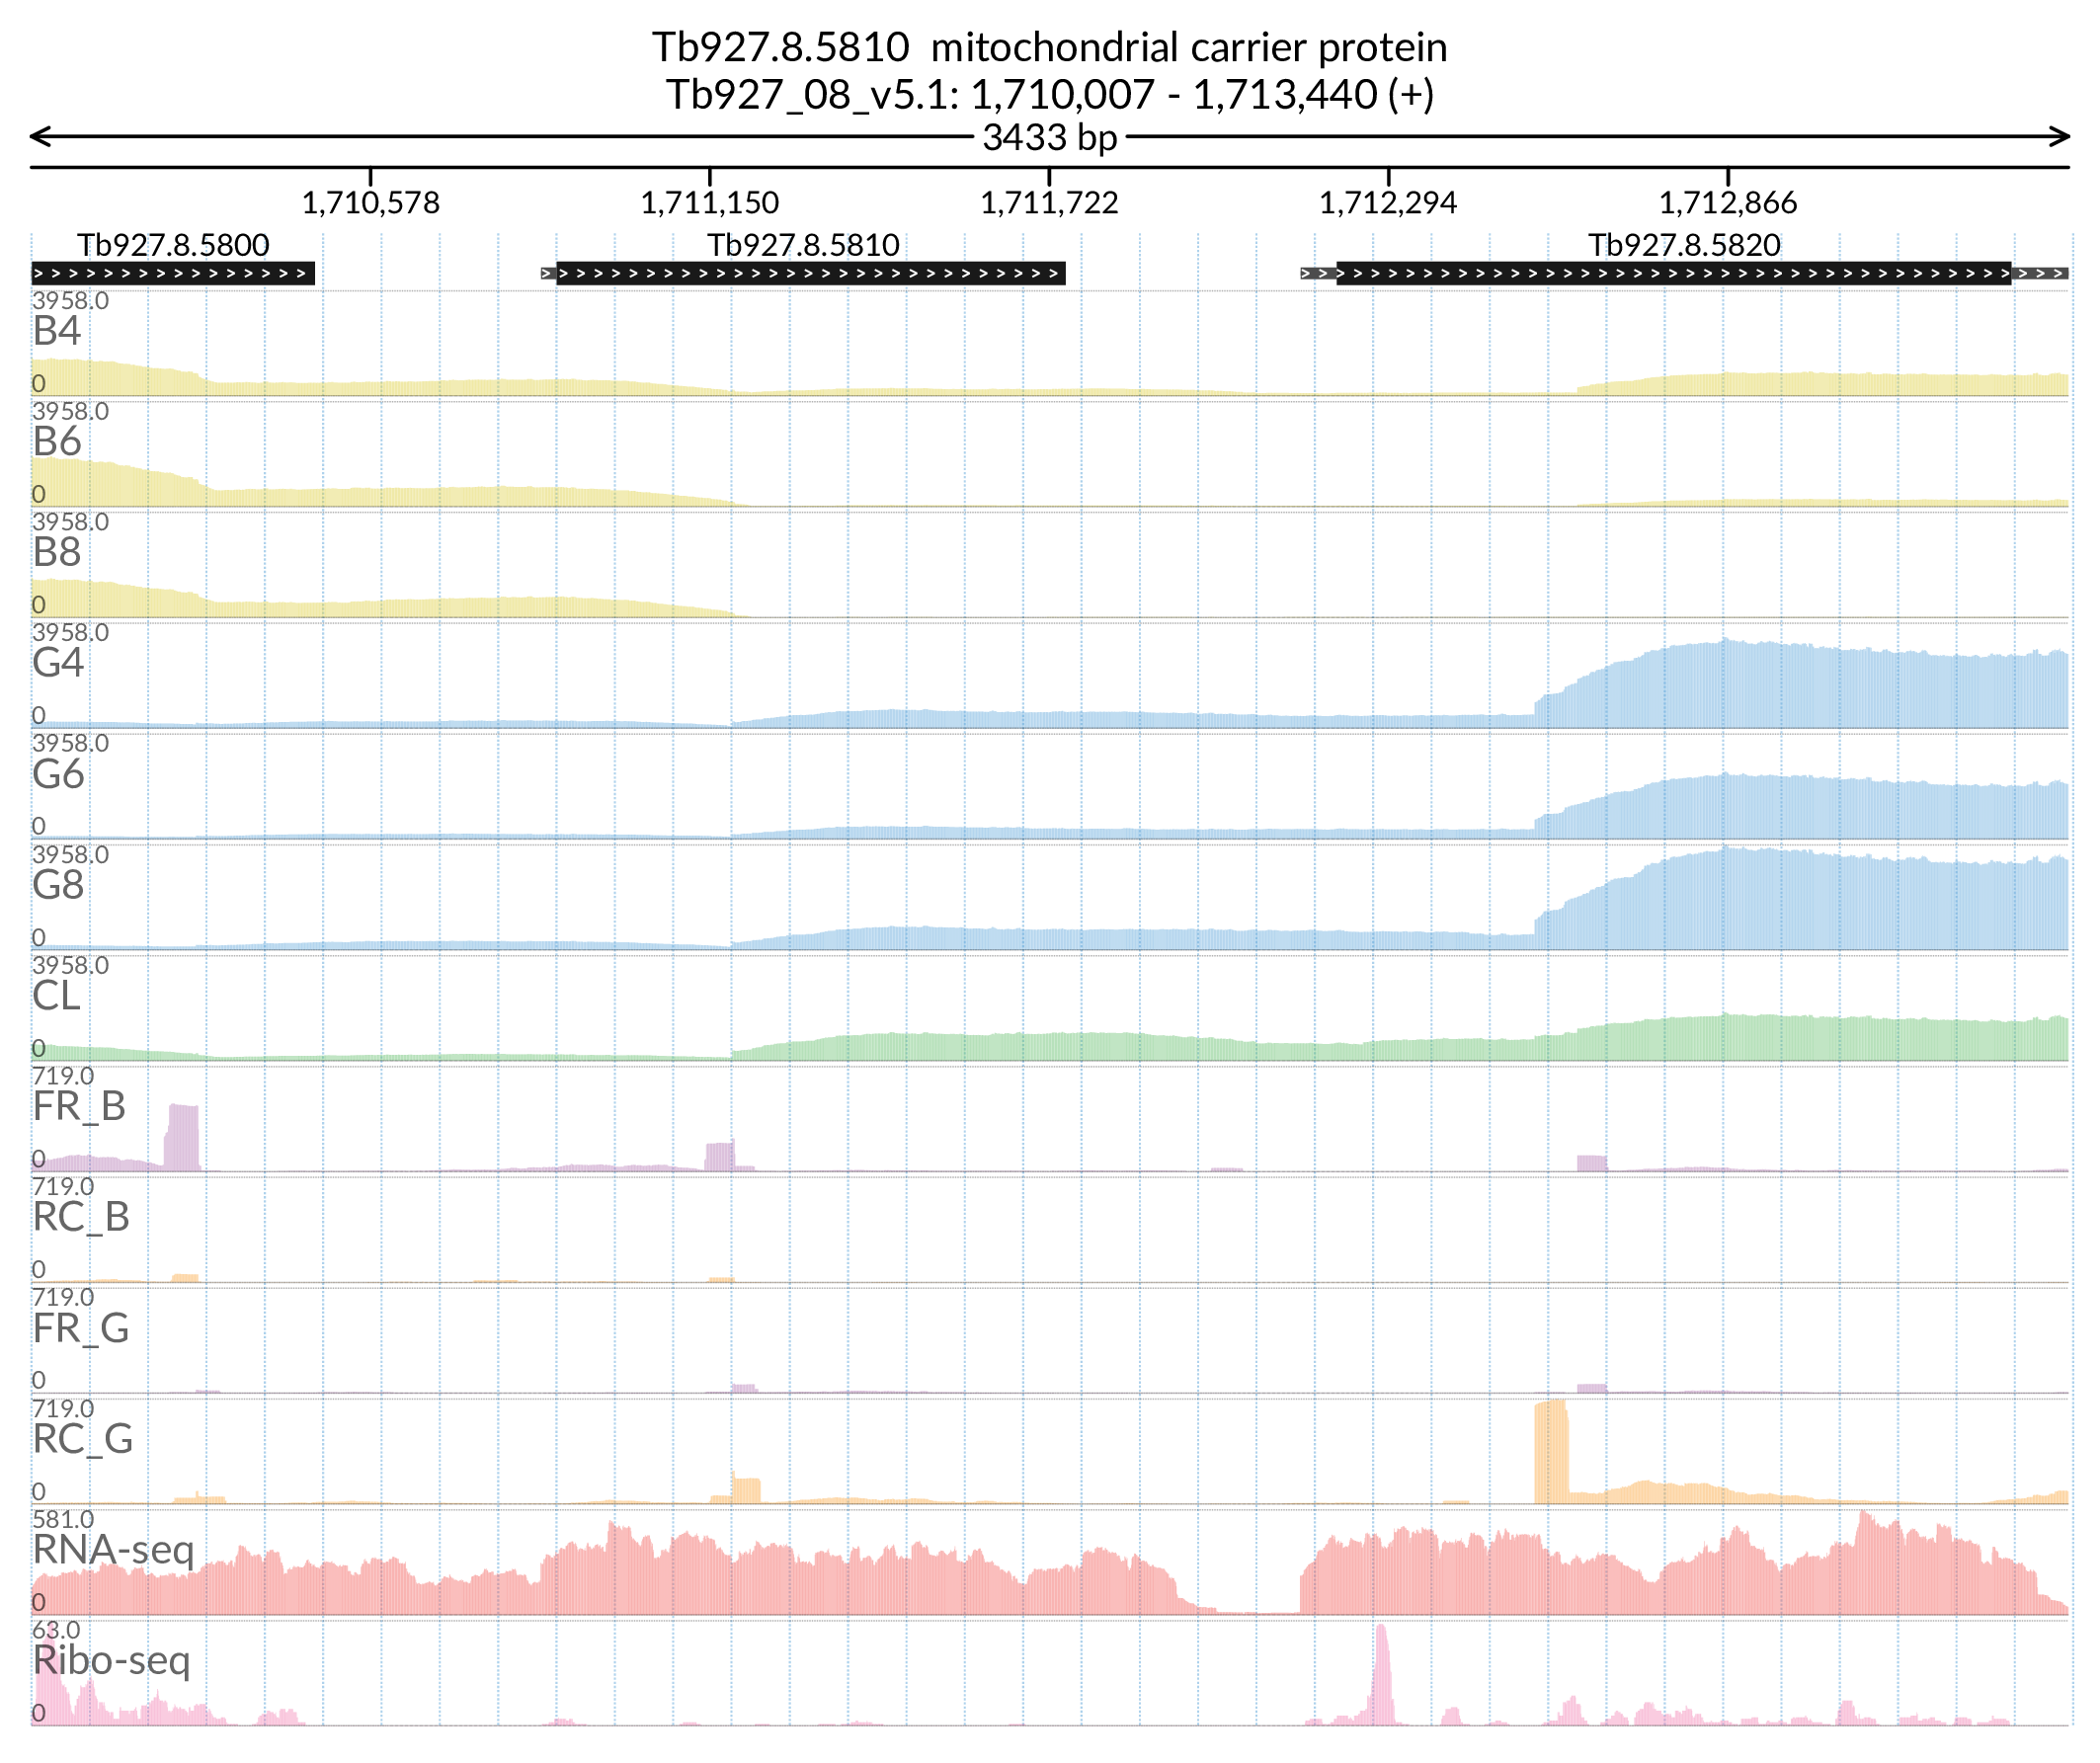 Tb927.8.5810  mitochondrial carrier protein
Tb927_08_v5.1: 1,710,007 - 1,713,440 (+)
3433 bp
1,710,578 1,711,150 1,711,722 1,712,294 1,712,866
Tb927.8.5800 Tb927.8.5810 Tb927.8.5820
3958.0
B4
0
3958.0
B6
0
3958.0
B8
0
3958.0
G4
0
3958.0
G6
0
3958.0
G8
0
3958.0
CL
0
719.0
FR_B
0
719.0
RC_B
0
719.0
FR_G
0
719.0
RC_G
0
581.0
RNA-seq
0
63.0
Ribo-seq
0